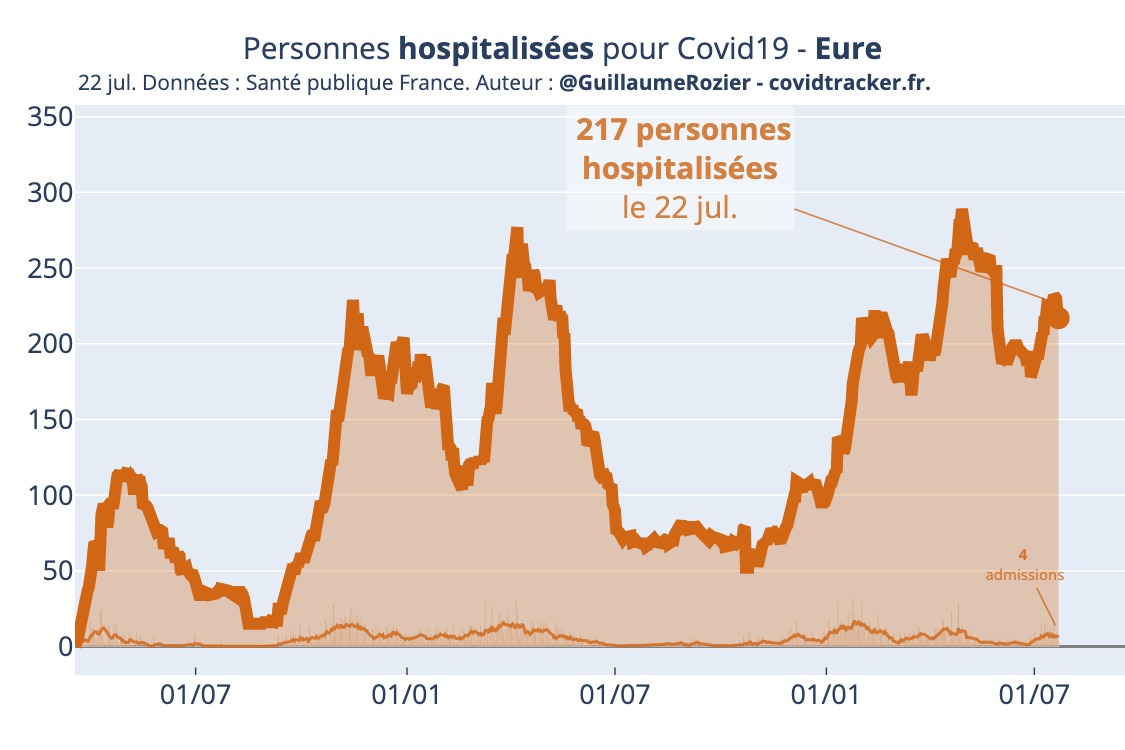 Personnes hospitalisées pour Covid19 - Eure
22 jul. Données : Santé publique France. Auteur : @GuillaumeRozier - covidtracker.fr.
350
217 personnes
hospitalisées
le 22 jul.
300
250
200
150
100
50
0
4
admissions
01/07
01/01
01/07
01/01
01/07